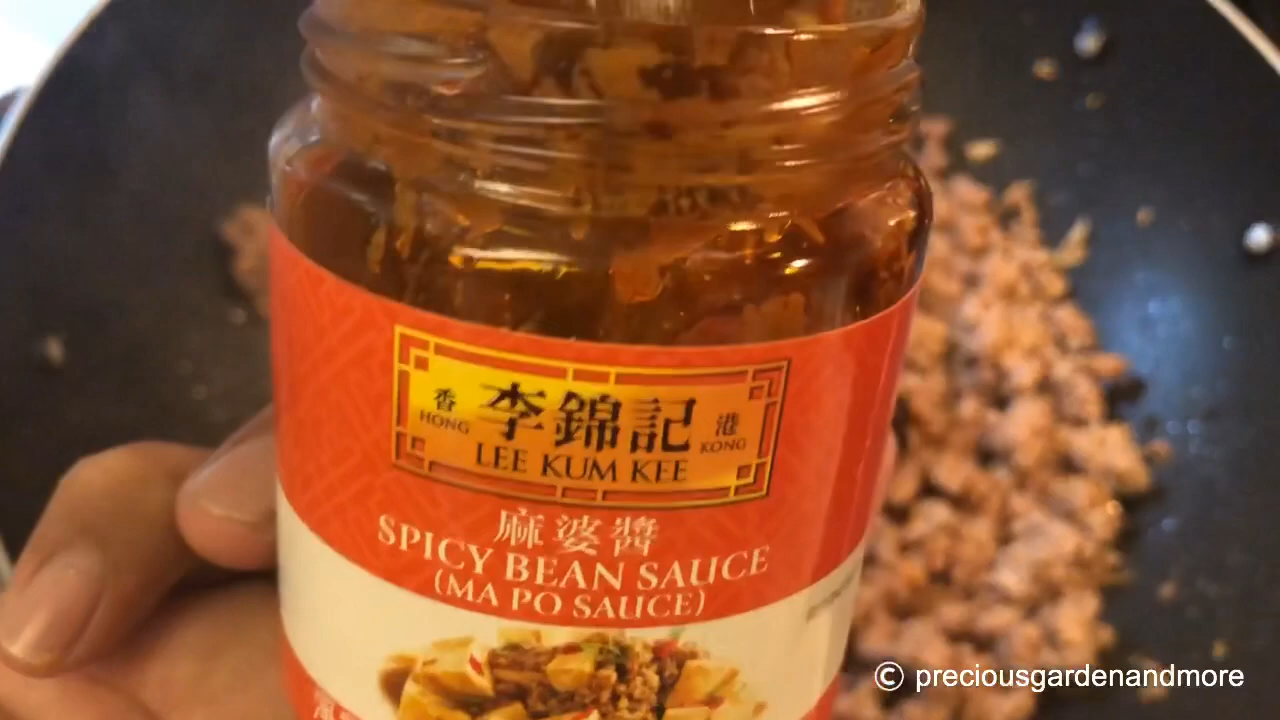 香 李錦記 港
HONG LEE KUM KEE KONG
麻婆醬
SPICY BEAN SAUCE
(MA PO SAUCE)
© preciousgardenandmore